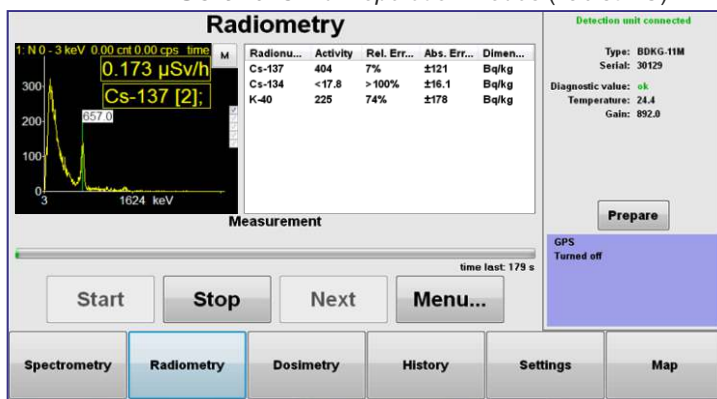 Radiometry
1: N 0 - 3 keV 0.00 cnt 0.00 cps time
M
0.173 µSv/h
Cs-137 [2];
657.0
300
200
100
0
3 1624 keV
Radionu... Activity Rel. Err... Abs. Err... Dimen...
Cs-137 404 7% ±121 Bq/kg
Cs-134 <17.8 >100% ±16.1 Bq/kg
K-40 225 74% ±178 Bq/kg
Measurement
time last: 179 s
Start Stop Next Menu...
Detection unit connected
Type: BDKG-11M
Serial: 30129
Diagnostic value: ok
Temperature: 24.4
Gain: 892.0
Prepare
GPS
Turned off
Spectrometry Radiometry Dosimetry History Settings Map